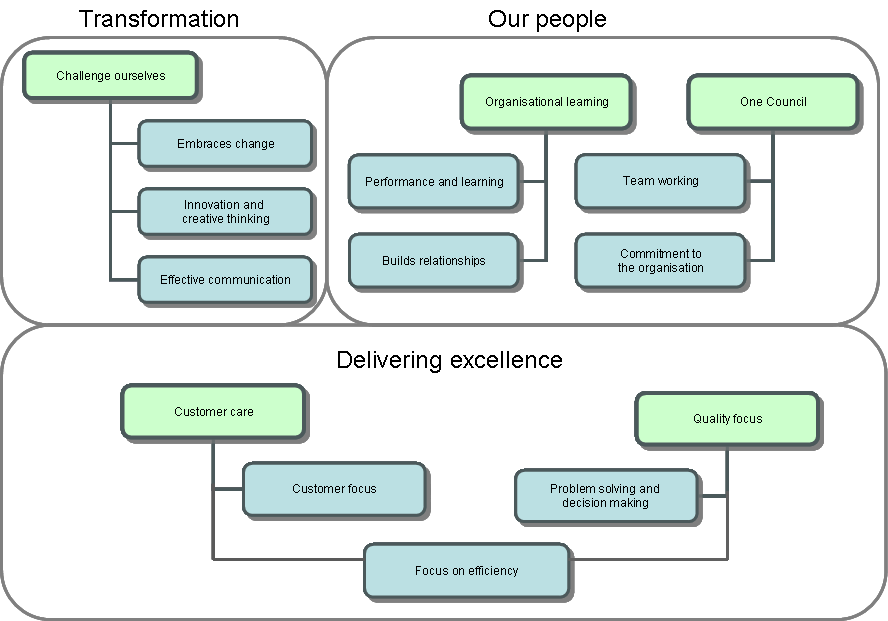 Transformation
Our people
Challenge ourselves
Embraces change
Innovation and
creative thinking
Effective communication
Organisational learning
Performance and learning
Builds relationships
One Council
Team working
Commitment to
the organisation
Delivering excellence
Customer care
Customer focus
Quality focus
Problem solving and
decision making
Focus on efficiency